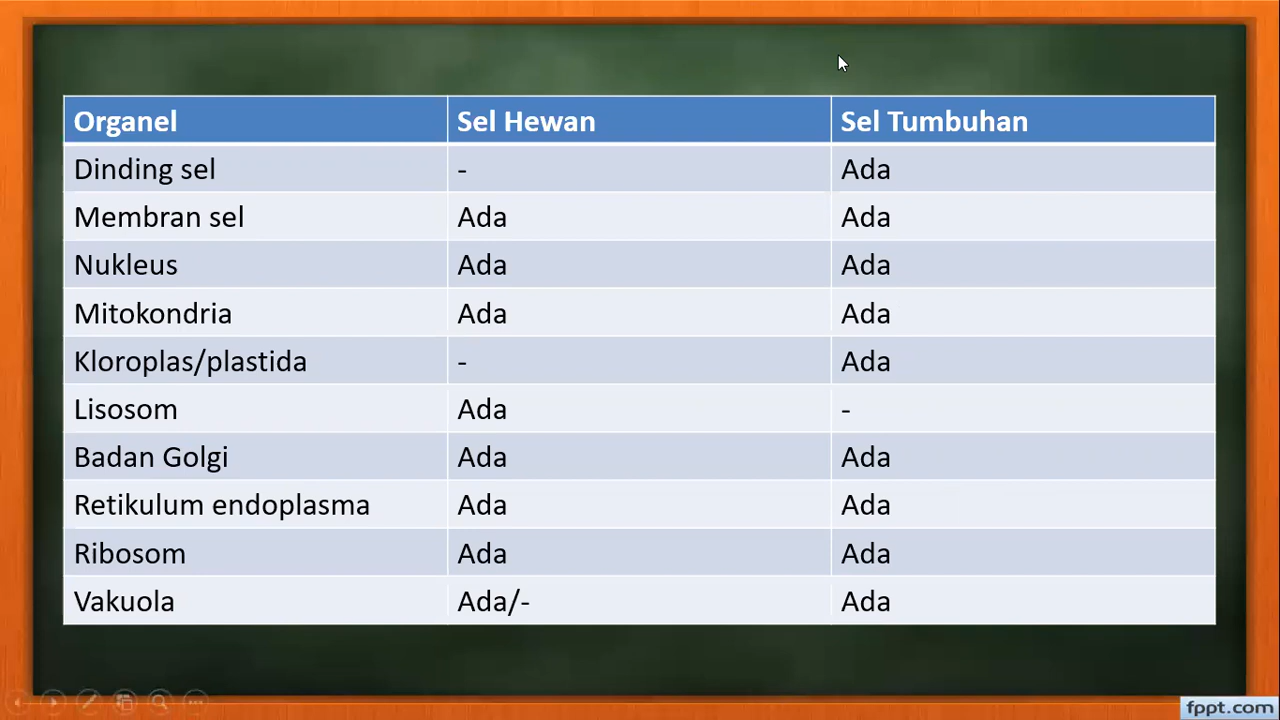 Organel Sel Hewan Sel Tumbuhan
Dinding sel - Ada
Membran sel Ada Ada
Nukleus Ada Ada
Mitokondria Ada Ada
Kloroplas/plastida - Ada
Lisosom Ada -
Badan Golgi Ada Ada
Retikulum endoplasma Ada Ada
Ribosom Ada Ada
Vakuola Ada/- Ada
fppt.com